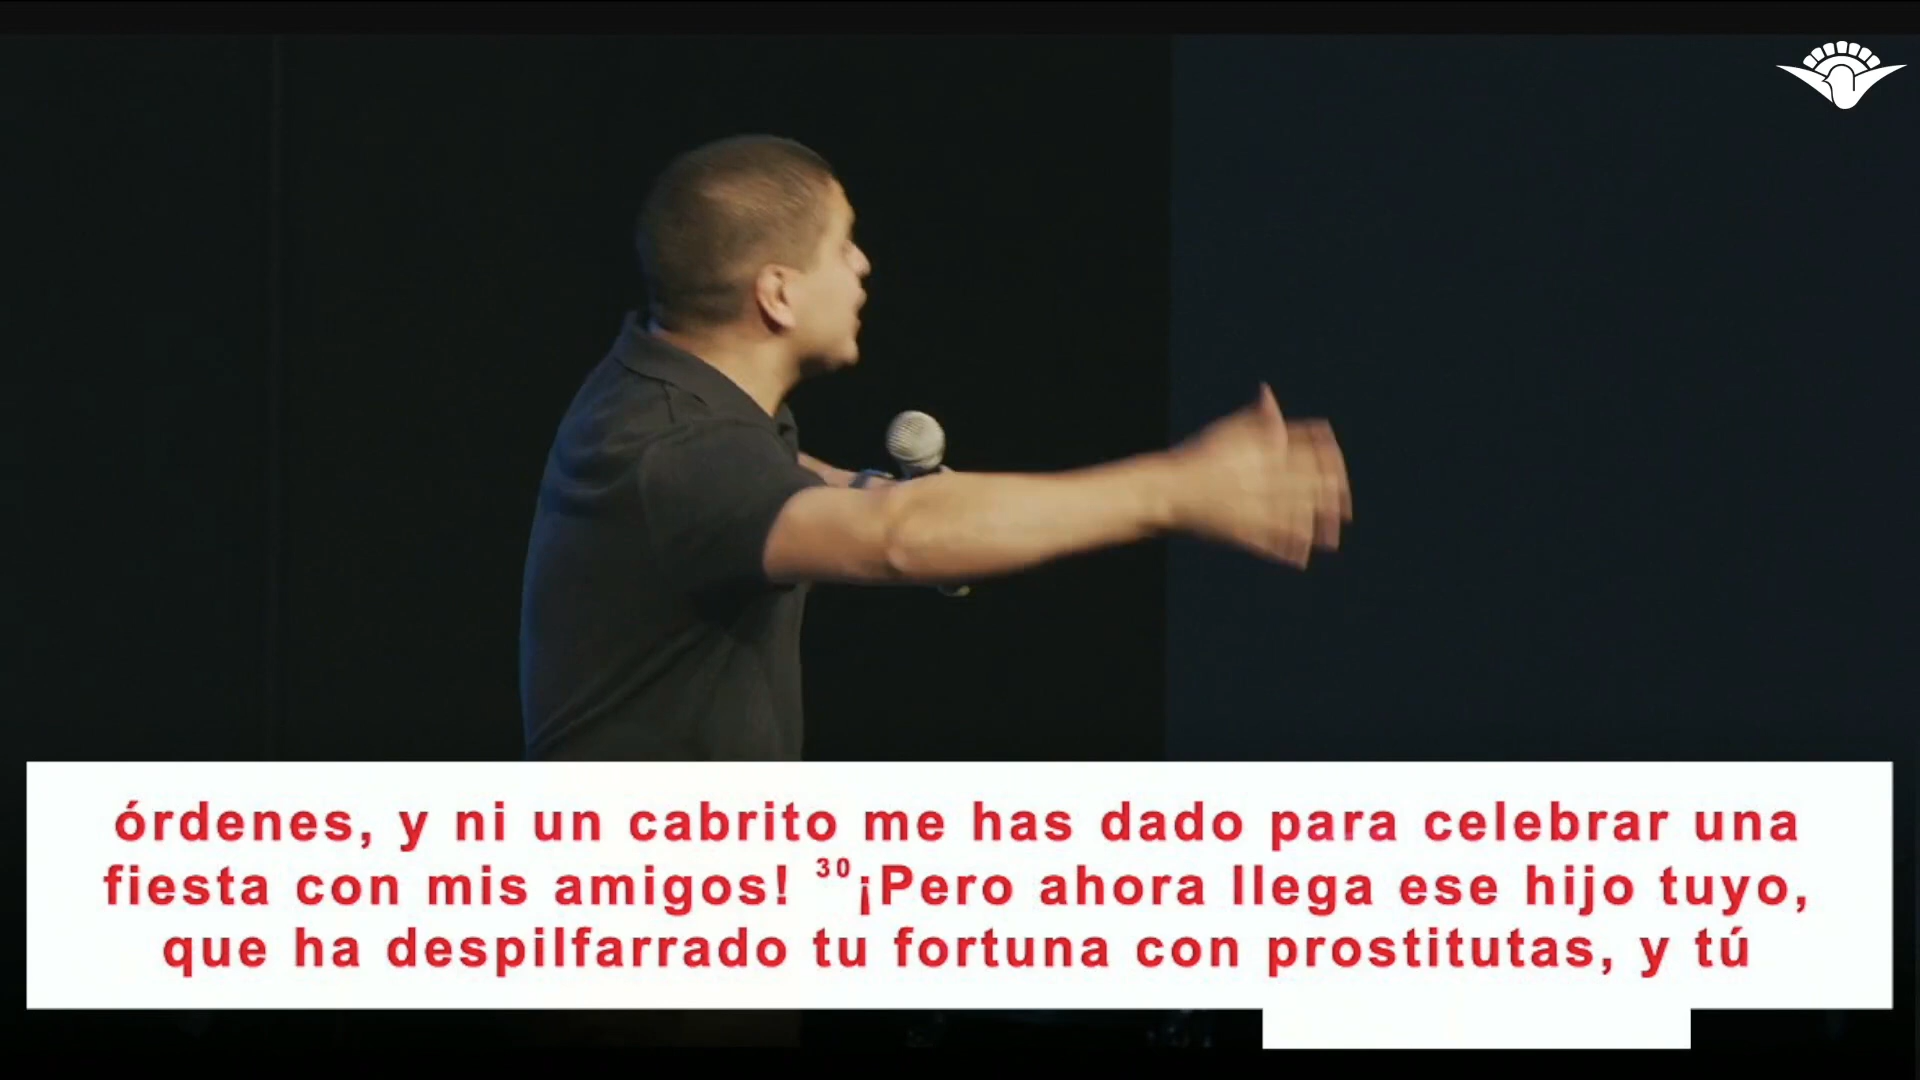 órdenes, y ni un cabrito me has dado para celebrar una
fiesta con mis amigos! ³⁰¡Pero ahora llega ese hijo tuyo,
que ha despilfarrado tu fortuna con prostitutas, y tú